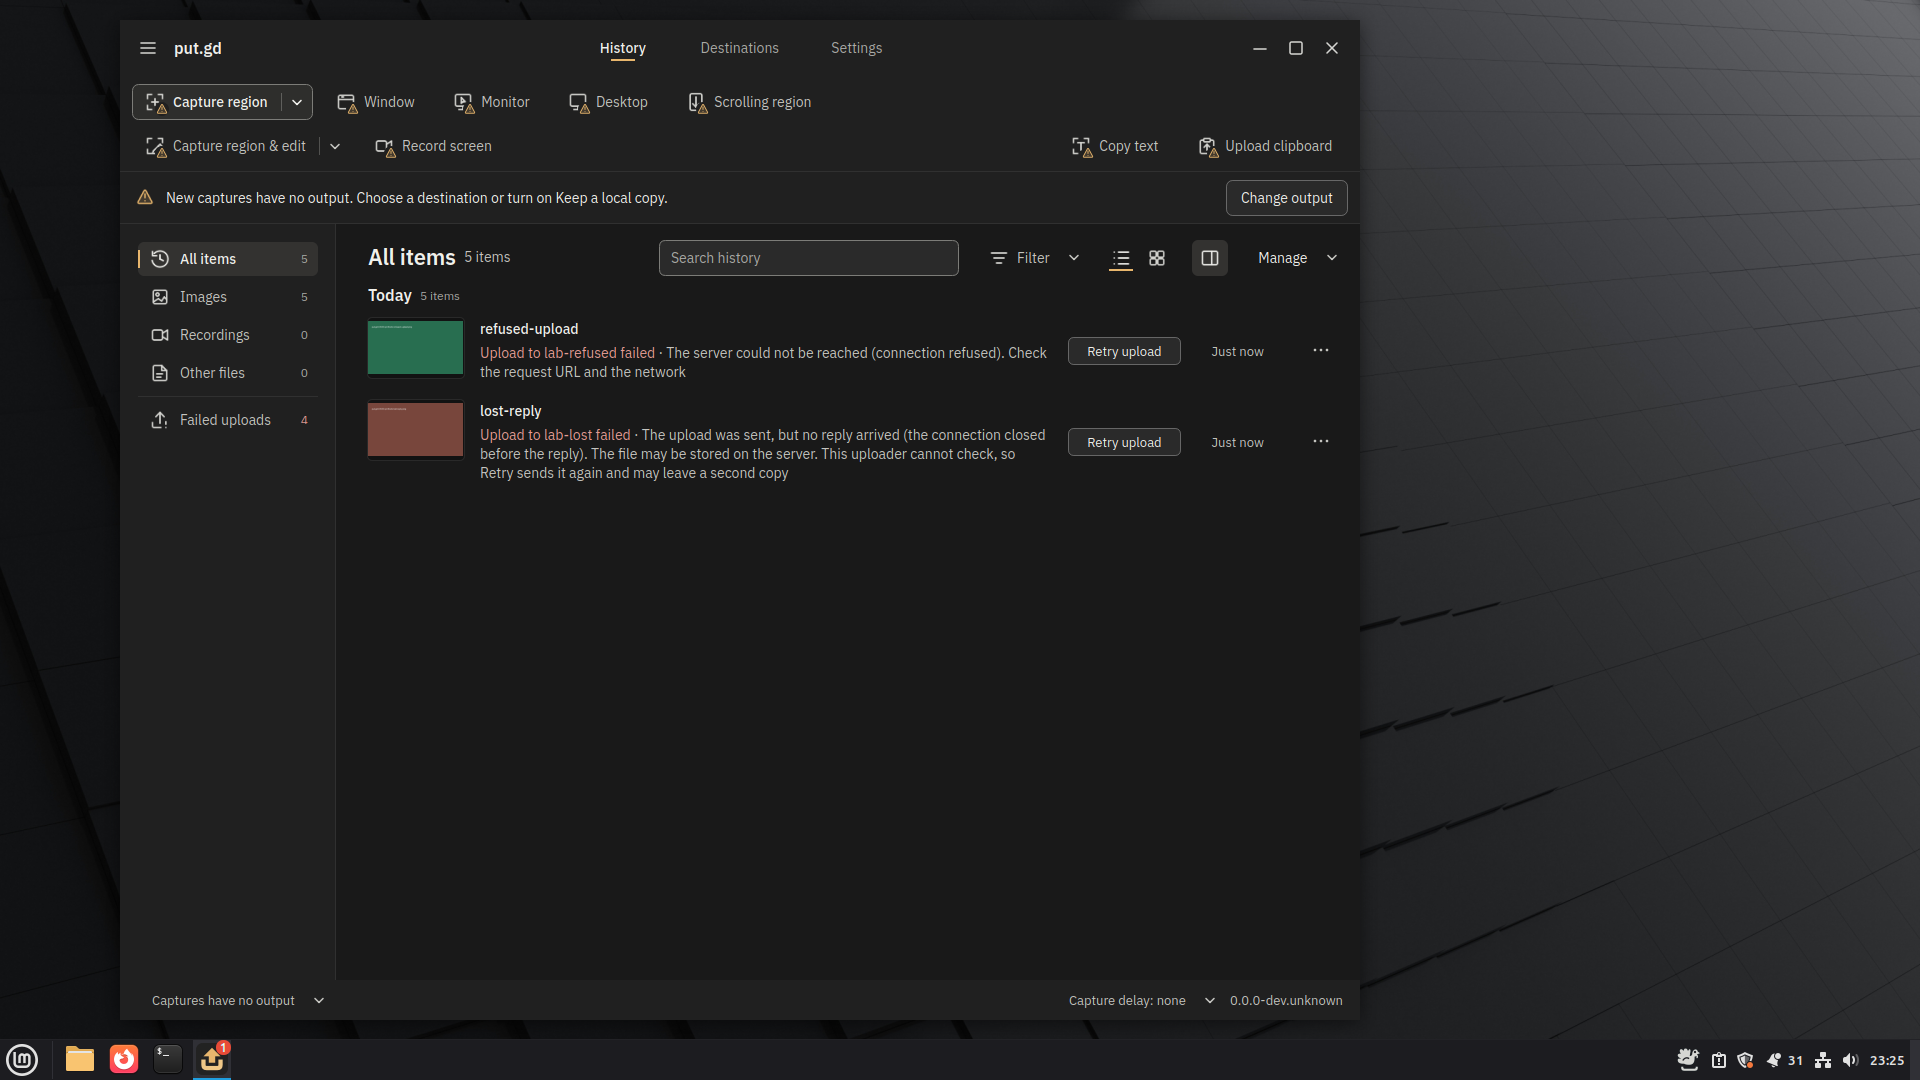 put.gd
History
Destinations
Settings
Capture region
Window
Monitor
Desktop
Scrolling region
Capture region & edit
Record screen
Copy text
Upload clipboard
New captures have no output. Choose a destination or turn on Keep a local copy.
Change output
All items 5
Images 5
Recordings 0
Other files 0
Failed uploads 4
All items 5 items
Search history
Filter
Manage
Today 5 items
refused-upload
Upload to lab-refused failed · The server could not be reached (connection refused). Check
the request URL and the network
Retry upload
Just now
lost-reply
Upload to lab-lost failed · The upload was sent, but no reply arrived (the connection closed
before the reply). The file may be stored on the server. This uploader cannot check, so
Retry sends it again and may leave a second copy
Retry upload
Just now
Captures have no output
Capture delay: none
0.0.0-dev.unknown
1
31
23:25